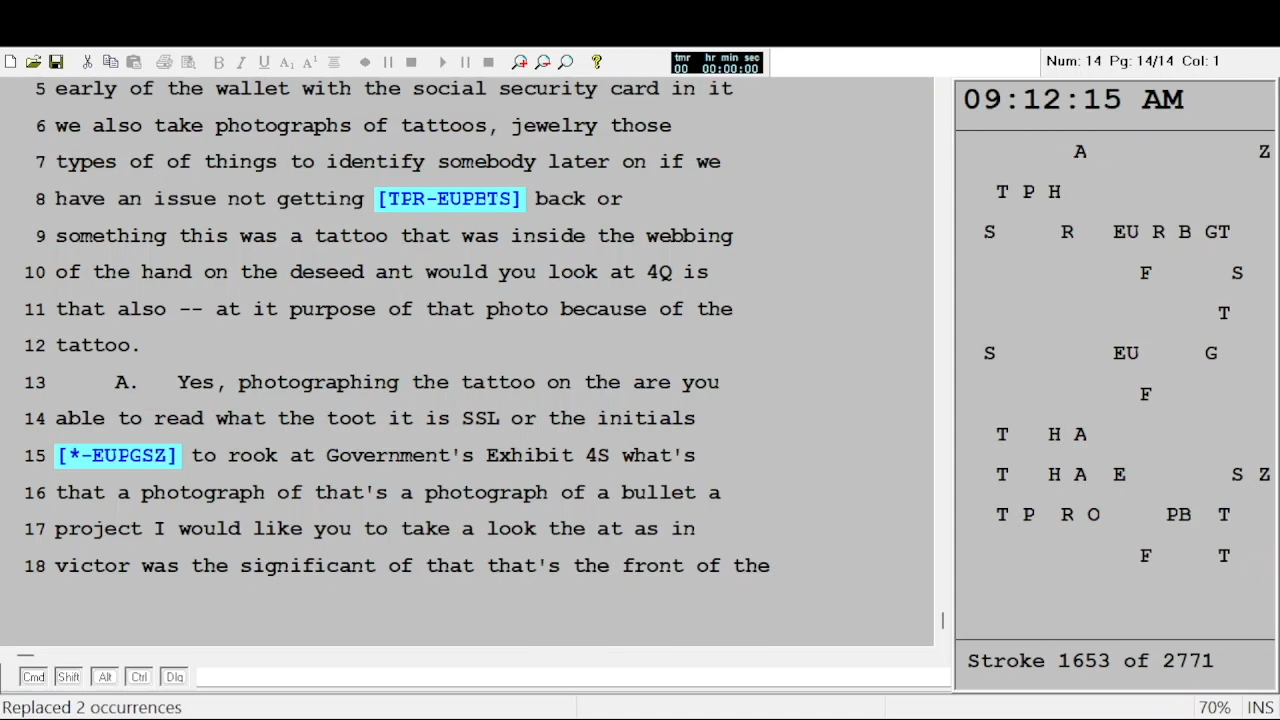 tmr hr min sec
00 00:00:00
Num: 14 Pg: 14/14 Col: 1
5 early of the wallet with the social security card in it
6 we also take photographs of tattoos, jewelry those
7 types of of things to identify somebody later on if we
8 have an issue not getting [TPR-EUPBTS] back or
9 something this was a tattoo that was inside the webbing
10 of the hand on the deseed ant would you look at 4Q is
11 that also -- at it purpose of that photo because of the
12 tattoo.
13 A. Yes, photographing the tattoo on the are you
14 able to read what the toot it is SSL or the initials
15 [*-EUPGSZ] to rook at Government's Exhibit 4S what's
16 that a photograph of that's a photograph of a bullet a
17 project I would like you to take a look the at as in
18 victor was the significant of that that's the front of the
09:12:15 AM
A Z
T P H
S R EU R B GT
F S
T
S EU G
F
T H A
T H A E S Z
T P R O PB T
F T
Stroke 1653 of 2771
Cmd Shift Alt Ctrl Dlg
Replaced 2 occurrences
70% INS